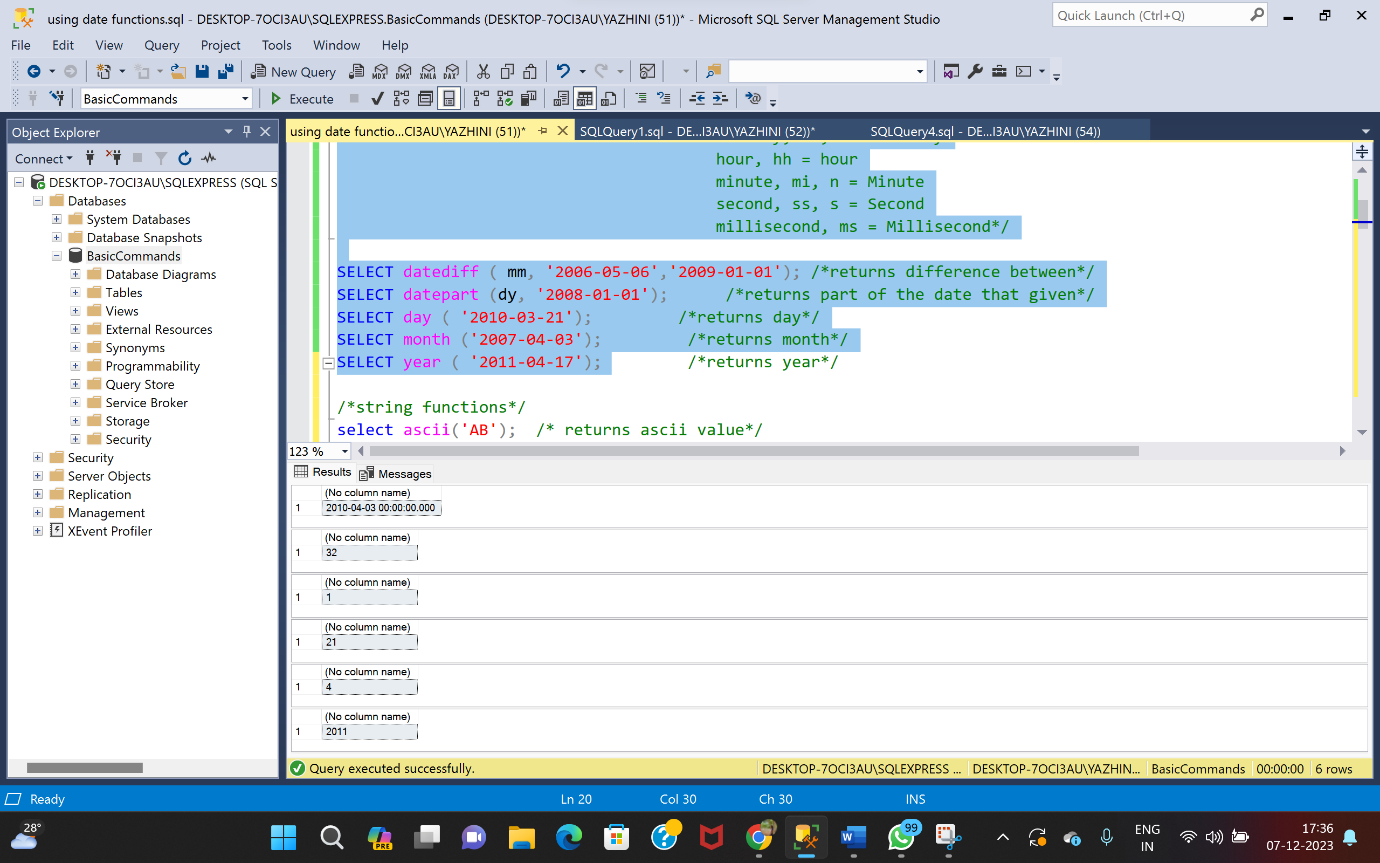 using date functions.sql - DESKTOP-7OCI3AU\SQLEXPRESS.BasicCommands (DESKTOP-7OCI3AU\YAZHINI (51))* - Microsoft SQL Server Management Studio
Quick Launch (Ctrl+Q)
File Edit View Query Project Tools Window Help
New Query MDX DMX XMLA DAX
BasicCommands Execute
Object Explorer
using date functio...CI3AU\YAZHINI (51))* SQLQuery1.sql - DE...I3AU\YAZHINI (52))* SQLQuery4.sql - DE...I3AU\YAZHINI (54))
Connect
DESKTOP-7OCI3AU\SQLEXPRESS (SQL S
Databases
System Databases
Database Snapshots
BasicCommands
Database Diagrams
Tables
Views
External Resources
Synonyms
Programmability
Query Store
Service Broker
Storage
Security
Security
Server Objects
Replication
Management
XEvent Profiler
hour, hh = hour
minute, mi, n = Minute
second, ss, s = Second
millisecond, ms = Millisecond*/
SELECT datediff ( mm, '2006-05-06','2009-01-01'); /*returns difference between*/
SELECT datepart (dy, '2008-01-01'); /*returns part of the date that given*/
SELECT day ( '2010-03-21'); /*returns day*/
SELECT month ('2007-04-03'); /*returns month*/
SELECT year ( '2011-04-17'); /*returns year*/
/*string functions*/
select ascii('AB'); /* returns ascii value*/
123 %
Results Messages
(No column name)
1 2010-04-03 00:00:00.000
(No column name)
1 32
(No column name)
1 1
(No column name)
1 21
(No column name)
1 4
(No column name)
1 2011
Query executed successfully. DESKTOP-7OCI3AU\SQLEXPRESS ... DESKTOP-7OCI3AU\YAZHIN... BasicCommands 00:00:00 6 rows
Ready Ln 20 Col 30 Ch 30 INS
28°
PRE
99
ENG
IN
17:36
07-12-2023